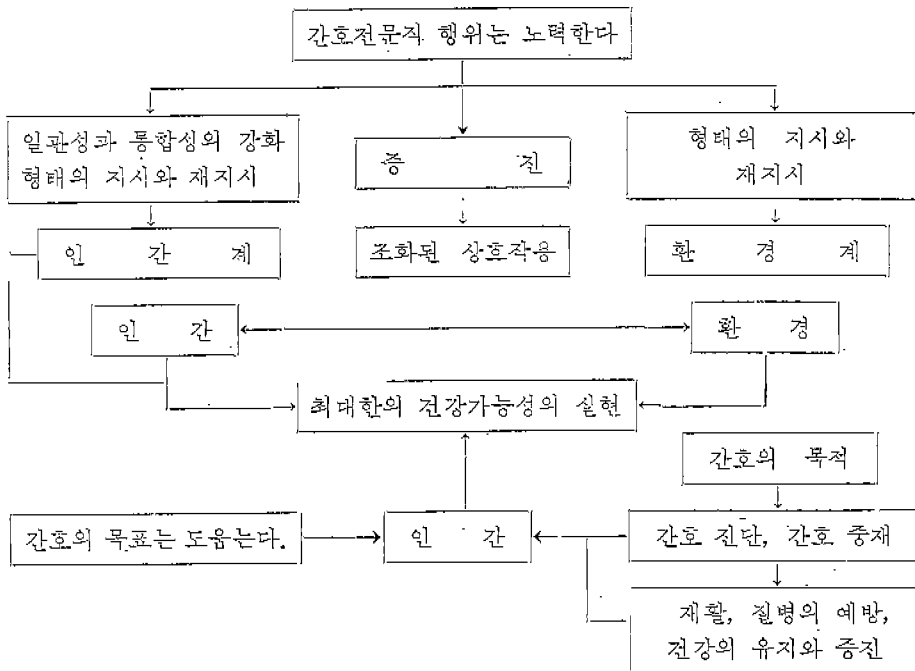 간호전문직 행위는 노력한다
일관성과 통합성의 강화
형태의 지시와 재지시
증 진
형태의 지시와
재지시
인 간 계
조화된 상호작용
환 경 계
인 간
환 경
최대한의 건강가능성의 실현
간호의 목적
간호의 목표는 도웁는다.
인 간
간호 진단, 간호 중재
재활, 질병의 예방,
건강의 유지와 증진